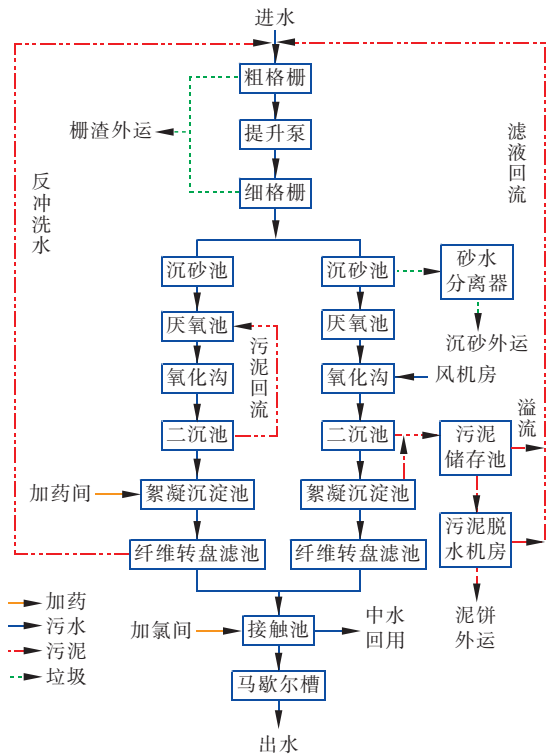 进水
粗格栅
栅渣外运
提升泵
细格栅
反
冲
洗
水
滤
液
回
流
沉砂池
沉砂池
砂水
分离器
厌氧池
厌氧池
沉砂外运
污
泥
回
流
氧化沟
氧化沟
风机房
二沉池
二沉池
污泥
储存池
溢
流
加药间
絮凝沉淀池
絮凝沉淀池
污泥脱
水机房
纤维转盘滤池
纤维转盘滤池
加药
污水
污泥
垃圾
加氯间
接触池
中水
回用
泥饼
外运
马歇尔槽
出水